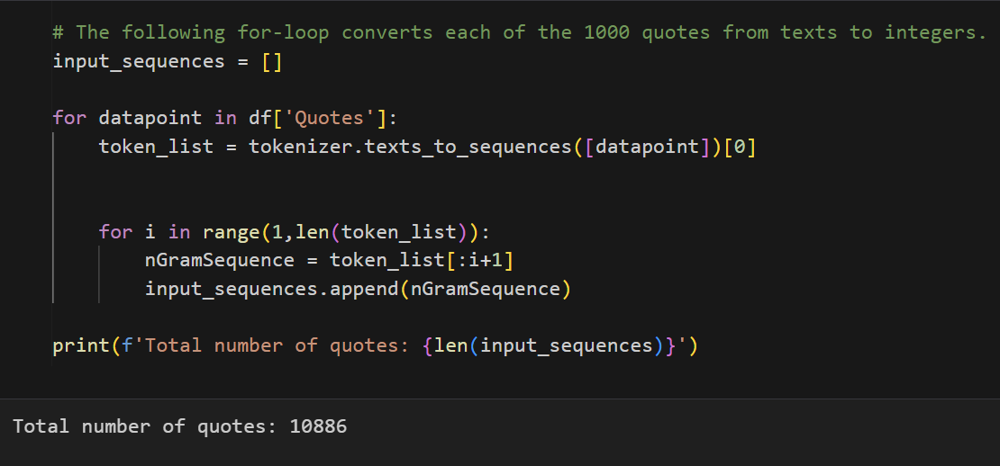 # The following for-loop converts each of the 1000 quotes from texts to integers.
input_sequences = []
for datapoint in df['Quotes']:
    token_list = tokenizer.texts_to_sequences([datapoint])[0]
    for i in range(1,len(token_list)):
        nGramSequence = token_list[:i+1]
        input_sequences.append(nGramSequence)
print(f'Total number of quotes: {len(input_sequences)}')
Total number of quotes: 10886